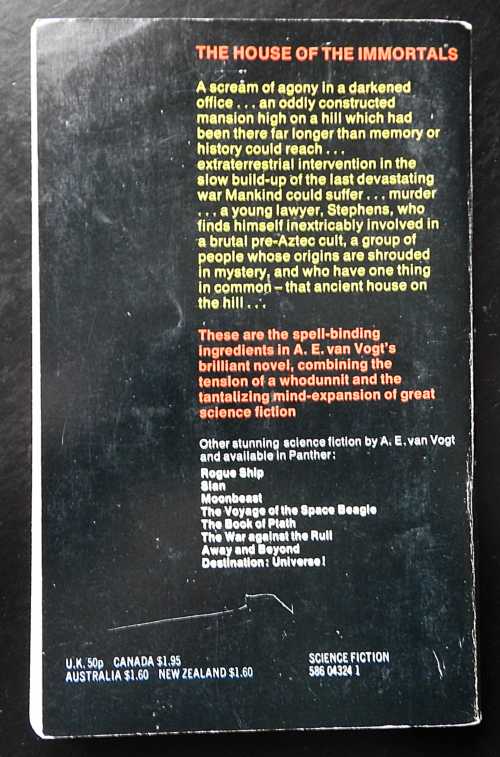 THE HOUSE OF THE IMMORTALS
A scream of agony in a darkened
office . . . an oddly constructed
mansion high on a hill which had
been there far longer than memory or
history could reach . . .
extraterrestrial intervention in the
slow build-up of the last devastating
war Mankind could suffer . . . murder
. . . a young lawyer, Stephens, who
finds himself inextricably involved in
a brutal pre-Aztec cult, a group of
people whose origins are shrouded
in mystery, and who have one thing
in common – that ancient house on
the hill . . .
These are the spell-binding
ingredients in A. E. van Vogt's
brilliant novel, combining the
tension of a whodunnit and the
tantalizing mind-expansion of great
science fiction
Other stunning science fiction by A. E. van Vogt
and available in Panther:
Rogue Ship
Slan
Moonbeast
The Voyage of the Space Beagle
The Book of Ptath
The War against the Rull
Away and Beyond
Destination: Universe!
U.K. 50p CANADA $1.95
AUSTRALIA $1.60 NEW ZEALAND $1.60
SCIENCE FICTION
586 04324 1